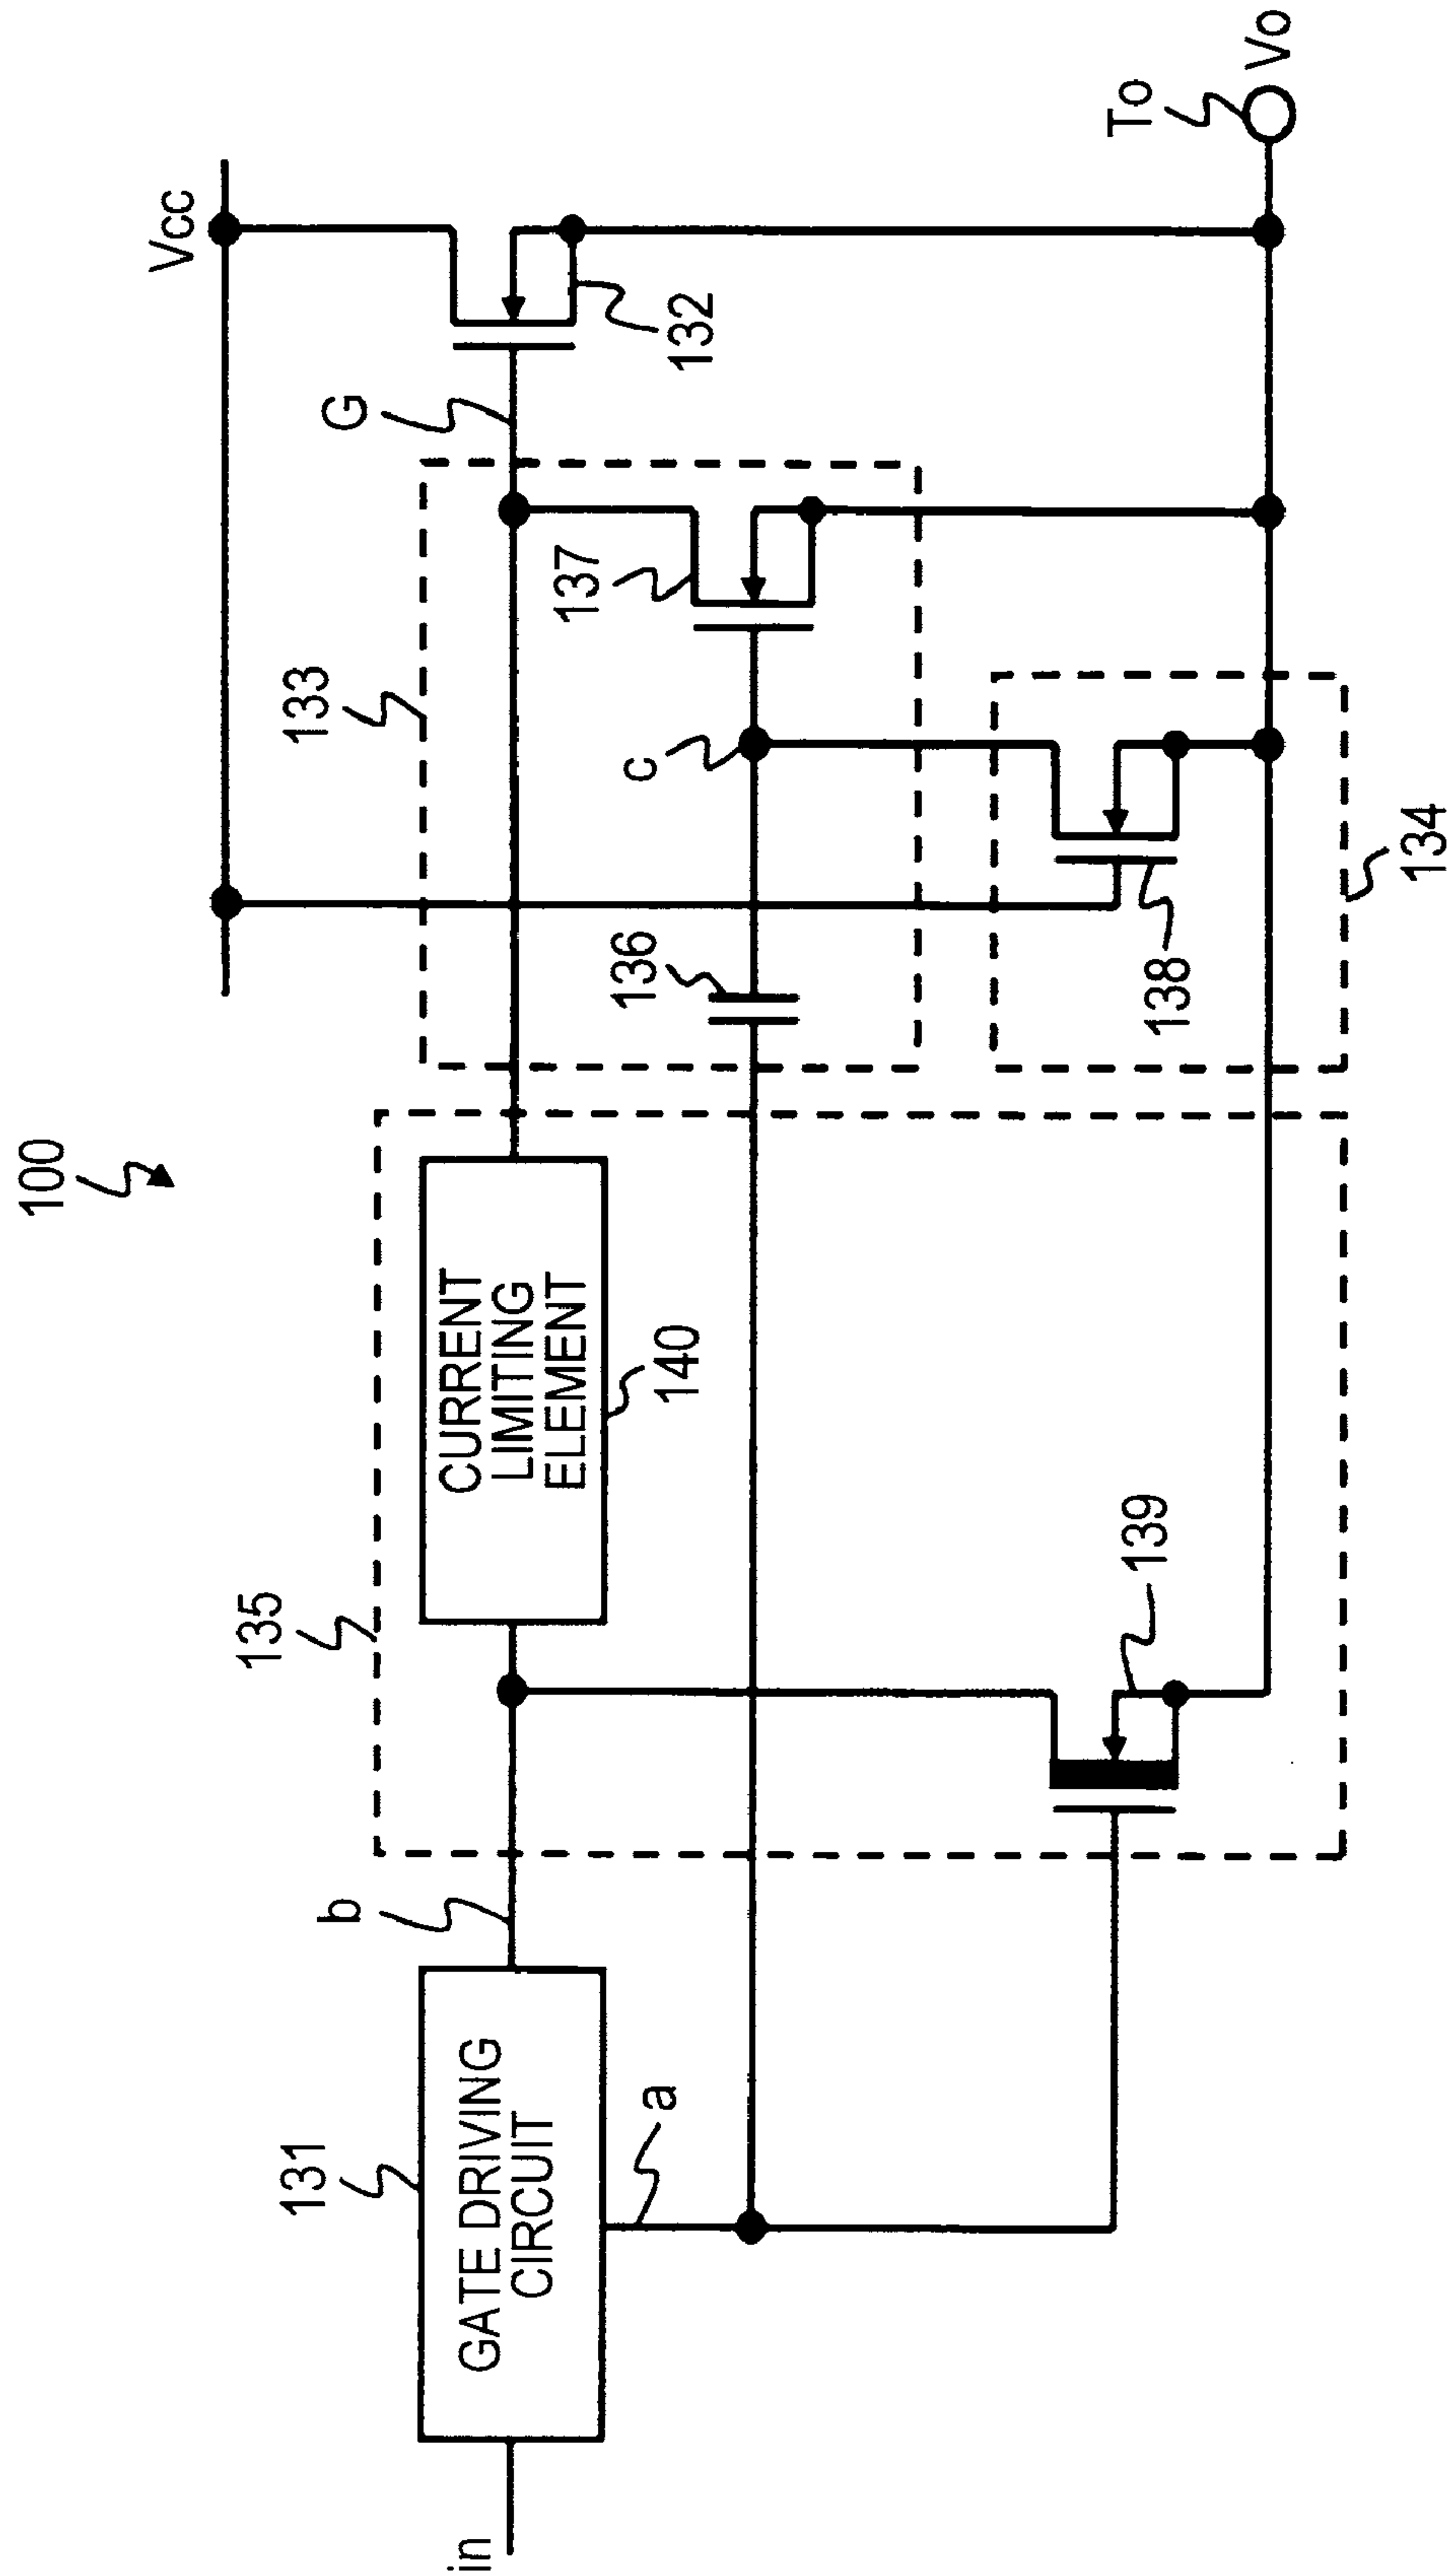 100
Vcc
To
Vo
G
132
133
137
c
136
138
134
135
CURRENT
LIMITING
ELEMENT
140
139
b
131
GATE DRIVING
CIRCUIT
a
in